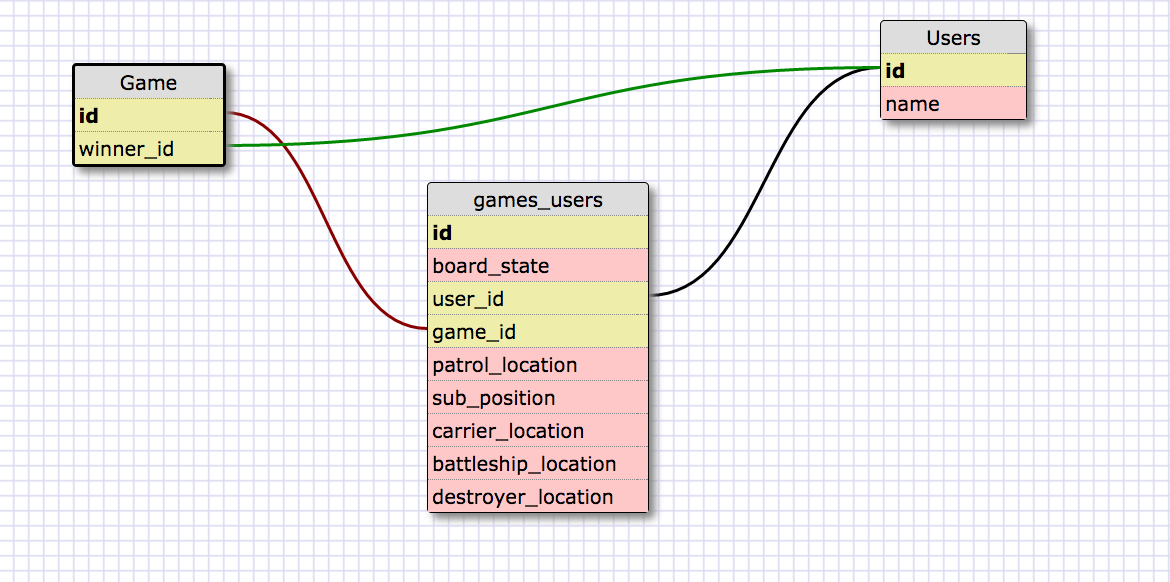 Game
id
winner_id
Users
id
name
games_users
id
board_state
user_id
game_id
patrol_location
sub_position
carrier_location
battleship_location
destroyer_location